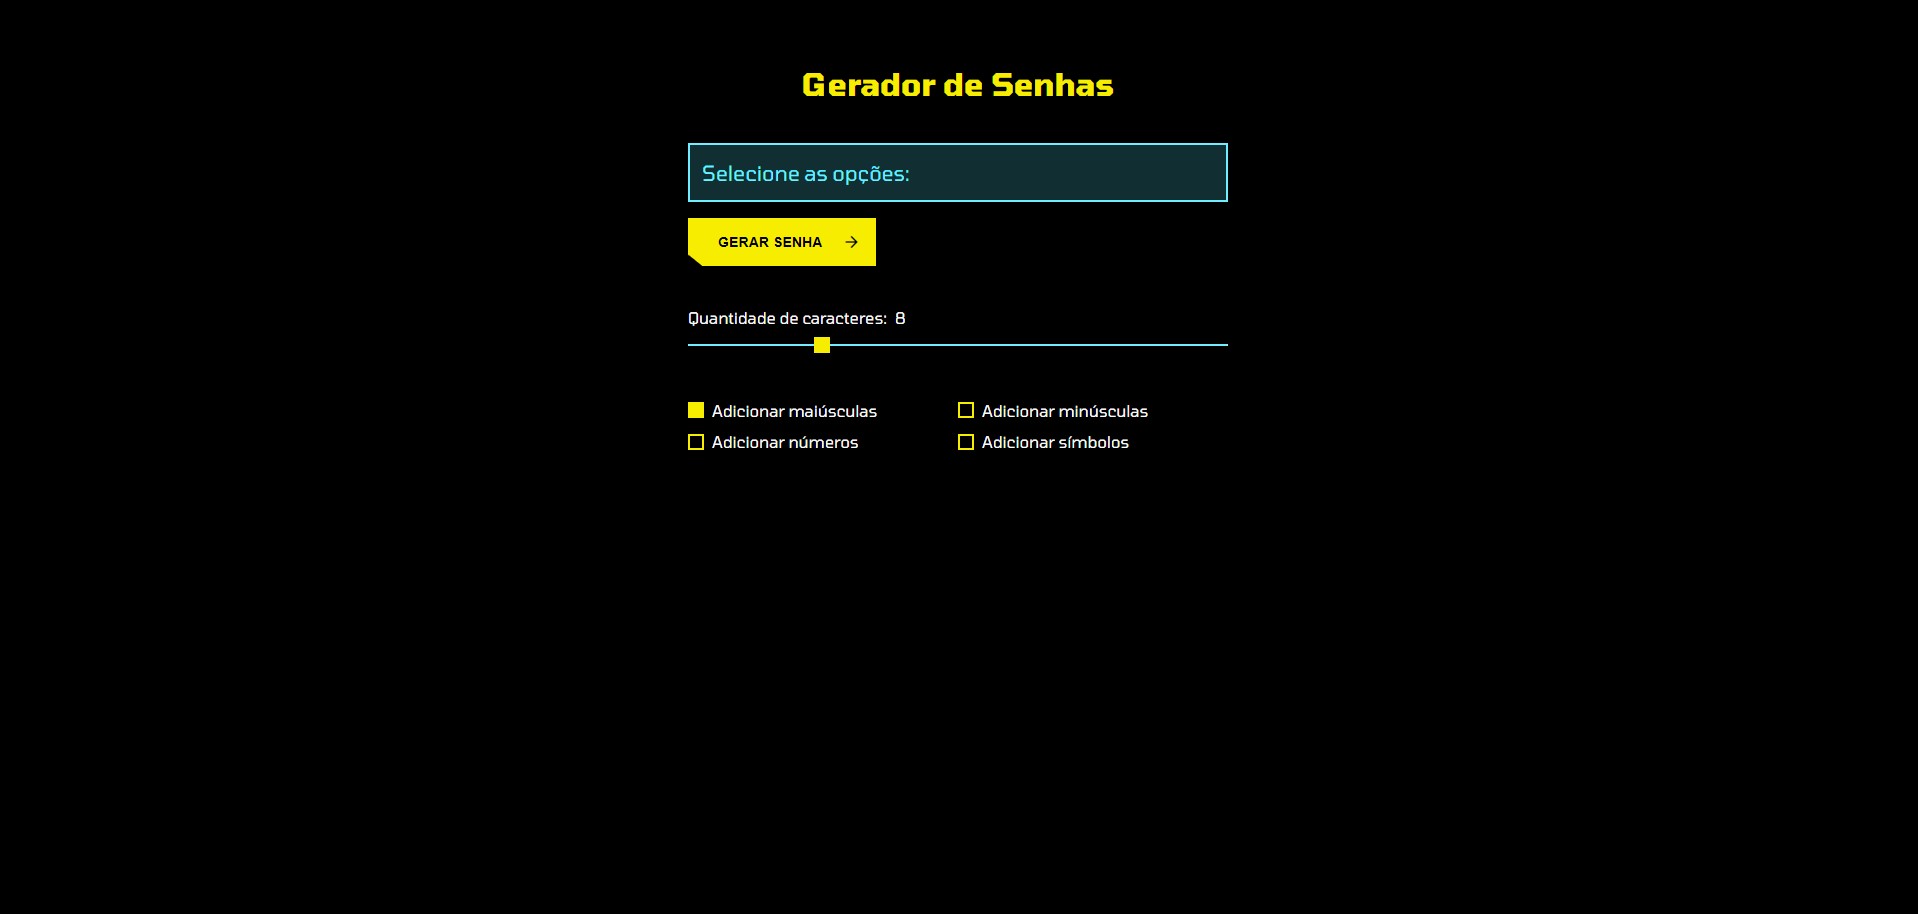 Gerador de Senhas
Selecione as opções:
GERAR SENHA
Quantidade de caracteres: 8
Adicionar maiúsculas
Adicionar minúsculas
Adicionar números
Adicionar símbolos